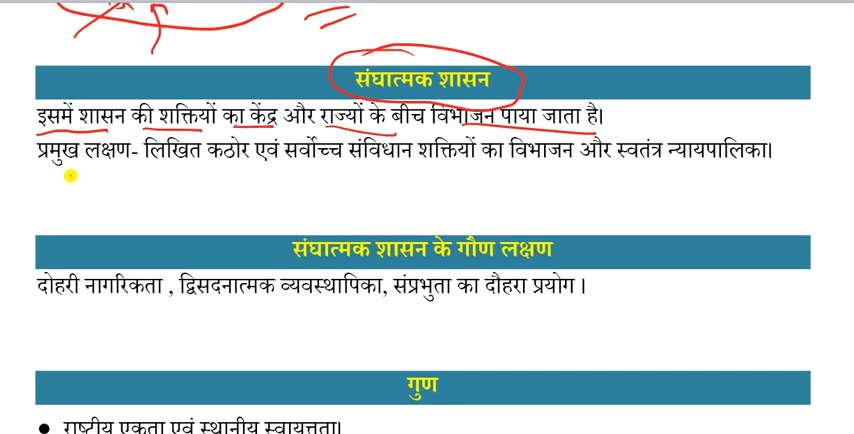 संघात्मक शासन
इसमें शासन की शक्तियों का केंद्र और राज्यों के बीच विभाजन पाया जाता है।
प्रमुख लक्षण- लिखित कठोर एवं सर्वोच्च संविधान शक्तियों का विभाजन और स्वतंत्र न्यायपालिका।
संघात्मक शासन के गौण लक्षण
दोहरी नागरिकता , द्विसदनात्मक व्यवस्थापिका, संप्रभुता का दौहरा प्रयोग ।
गुण
● राष्ट्रीय एकता एवं स्थानीय स्वायत्तता।